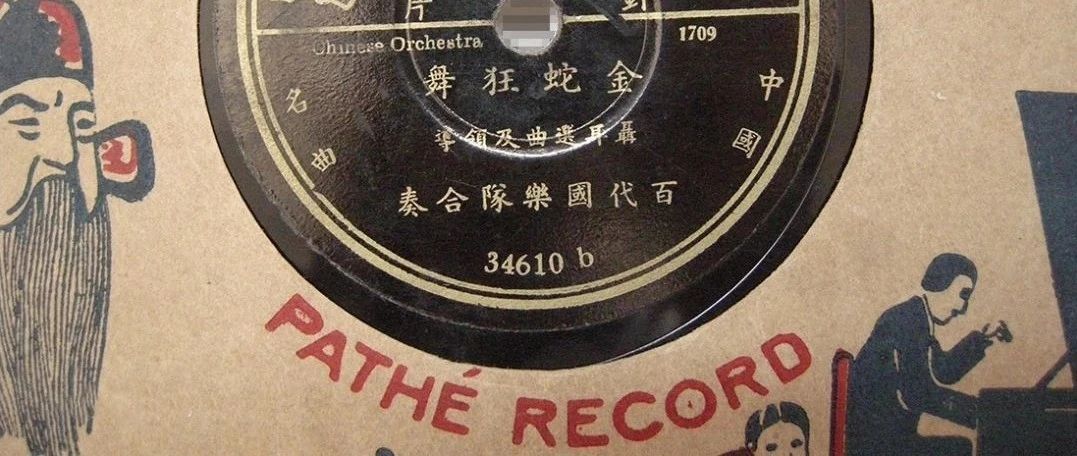 Chinese Orchestra
1709
金蛇狂舞
中國
名曲
聶耳選曲及領導
百代國樂隊合奏
34610 b
PATHÉ RECORD